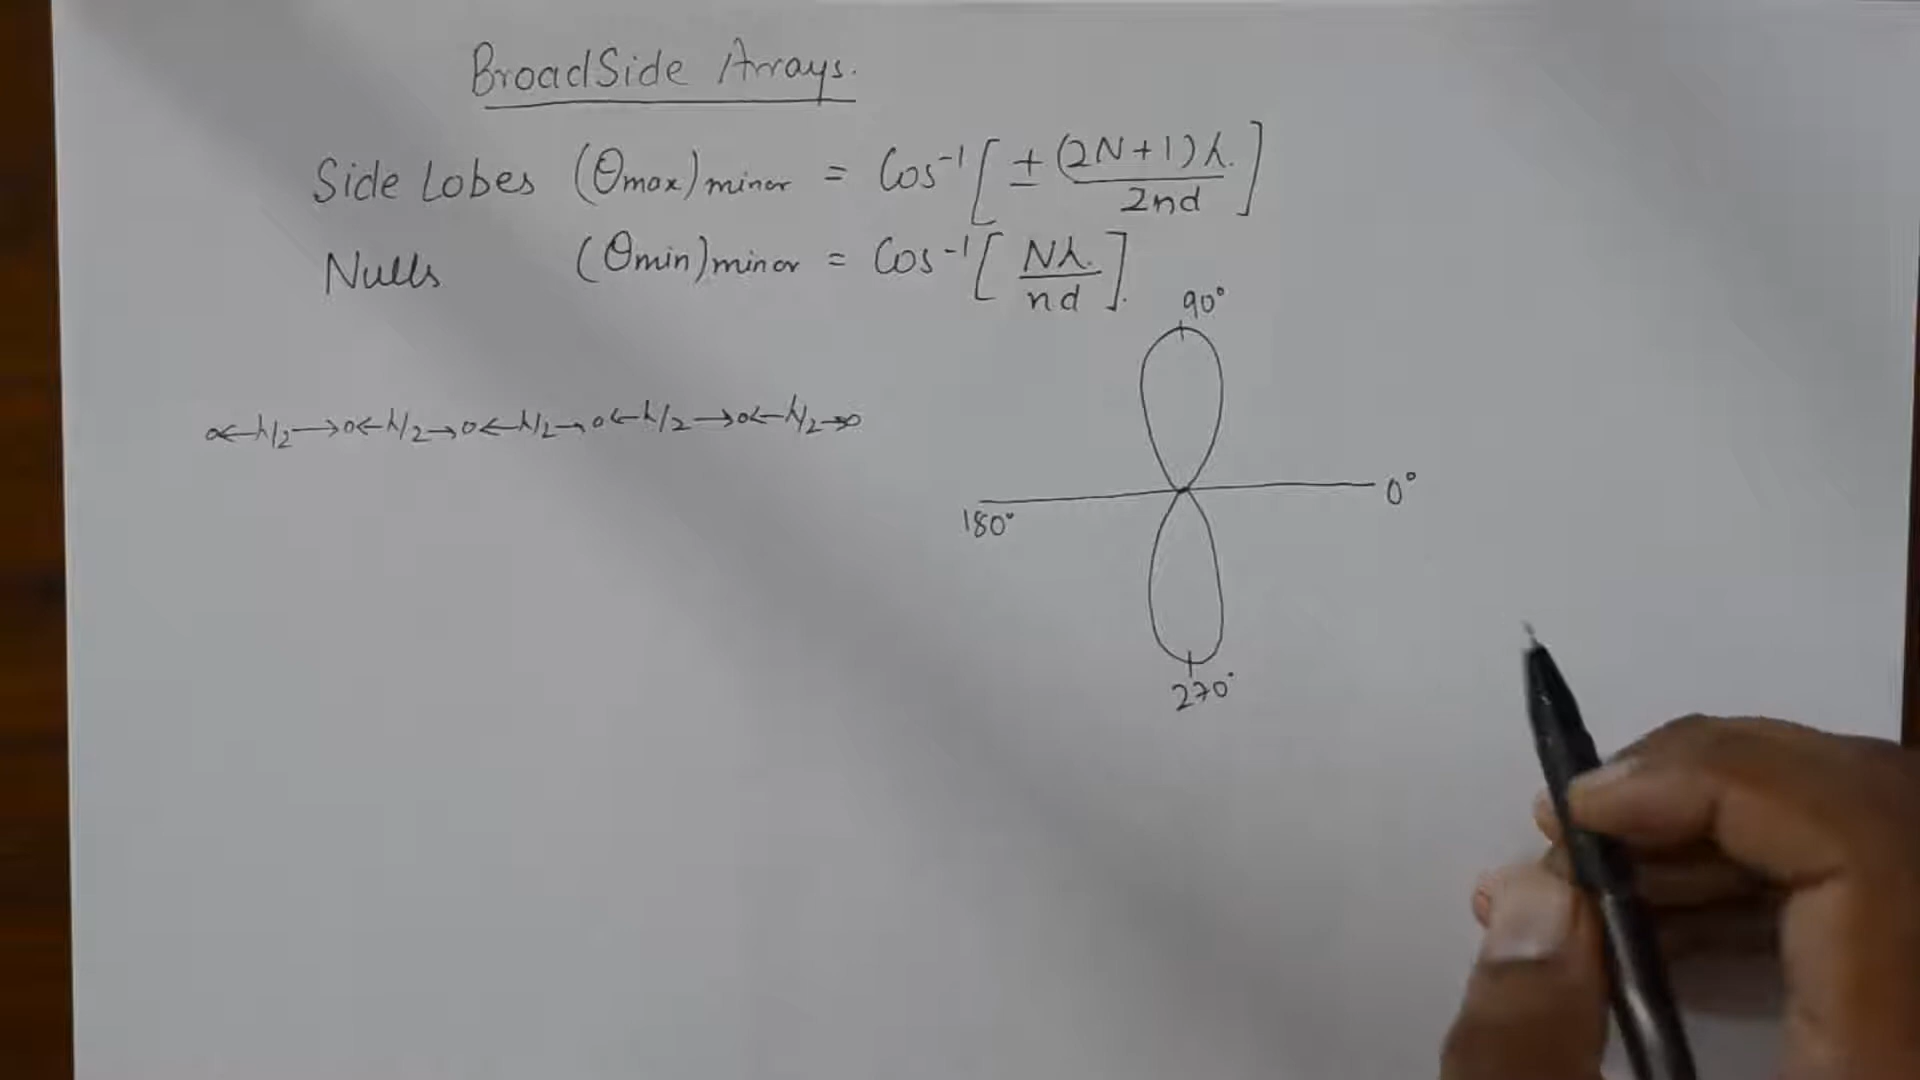 BroadSide Arrays.
Side Lobes (θmax)minor = Cos⁻¹[± (2N+1)λ / 2nd]
Nulls (θmin)minor = Cos⁻¹[Nλ / nd].
90°
λ/2 λ/2 λ/2 λ/2 λ/2
0°
180°
270°